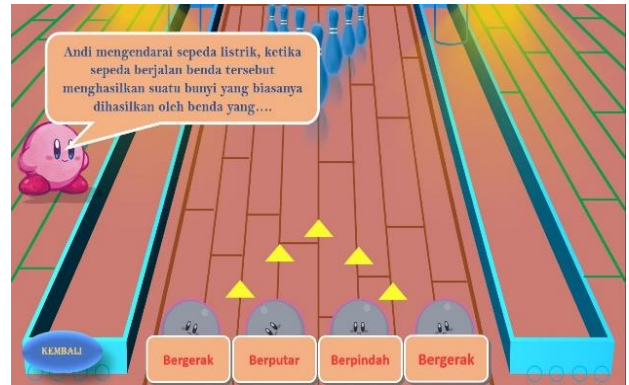 Andi mengendarai sepeda listrik, ketika
sepeda berjalan benda tersebut
menghasilkan suatu bunyi yang biasanya
dihasilkan oleh benda yang….
KEMBALI
Bergerak
Berputar
Berpindah
Bergerak